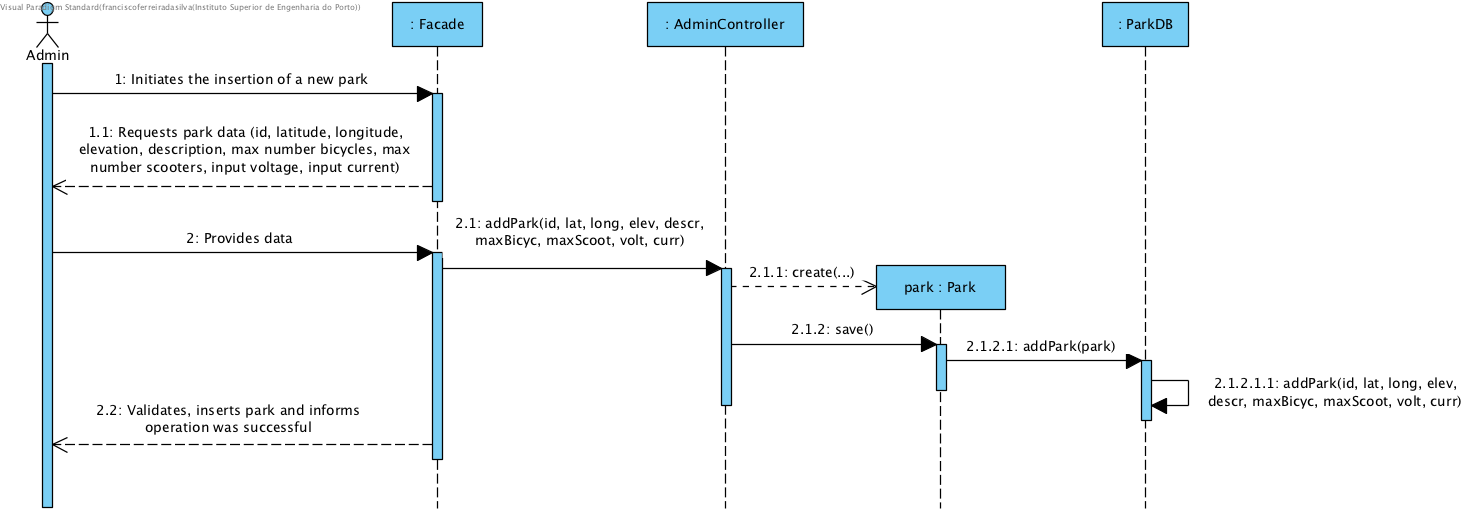 Visual Paradigm Standard(franciscoferreiradasilva(Instituto Superior de Engenharia do Porto))
Admin
: Facade
: AdminController
: ParkDB
1: Initiates the insertion of a new park
1.1: Requests park data (id, latitude, longitude,
elevation, description, max number bicycles, max
number scooters, input voltage, input current)
2: Provides data
2.1: addPark(id, lat, long, elev, descr,
maxBicyc, maxScoot, volt, curr)
2.1.1: create(...)
park : Park
2.1.2: save()
2.1.2.1: addPark(park)
2.1.2.1.1: addPark(id, lat, long, elev,
descr, maxBicyc, maxScoot, volt, curr)
2.2: Validates, inserts park and informs
operation was successful